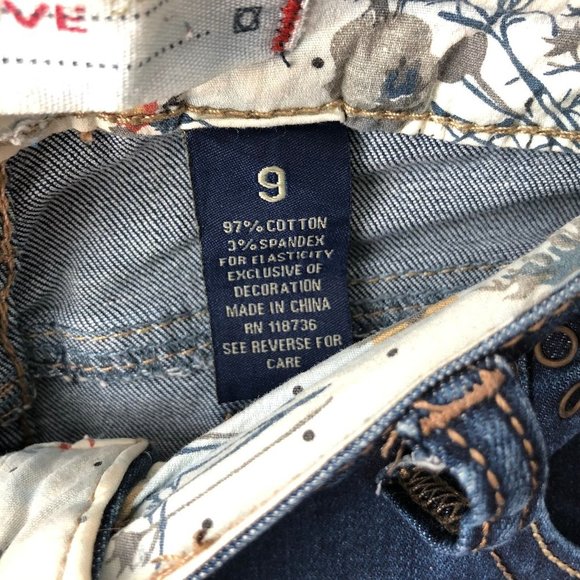 VE
9
97% COTTON
3% SPANDEX
FOR ELASTICITY
EXCLUSIVE OF
DECORATION
MADE IN CHINA
RN 118736
SEE REVERSE FOR
CARE